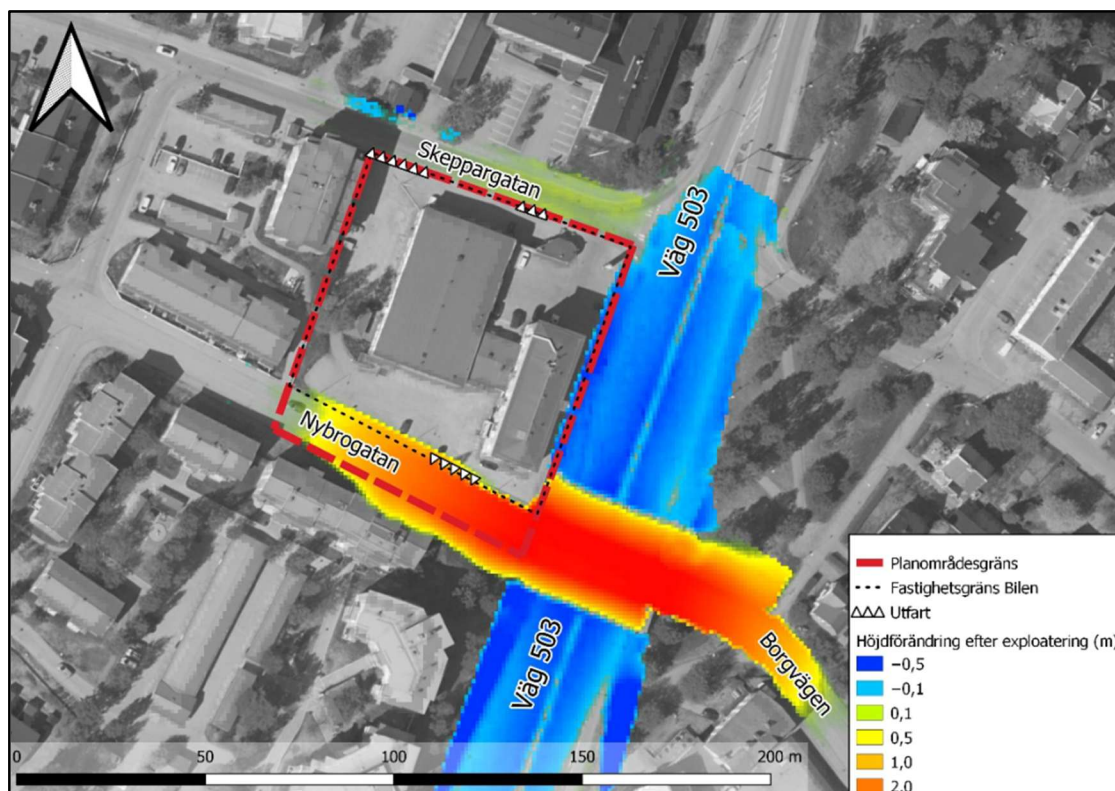 Skeppargatan
Väg 503
Nybrogatan
Väg 503
Borgvägen
Planområdesgräns
Fastighetsgräns Bilen
Utfart
Höjdförändring efter exploatering (m)
−0,5
−0,1
0,1
0,5
1,0
2,0
0 50 100 150 200 m